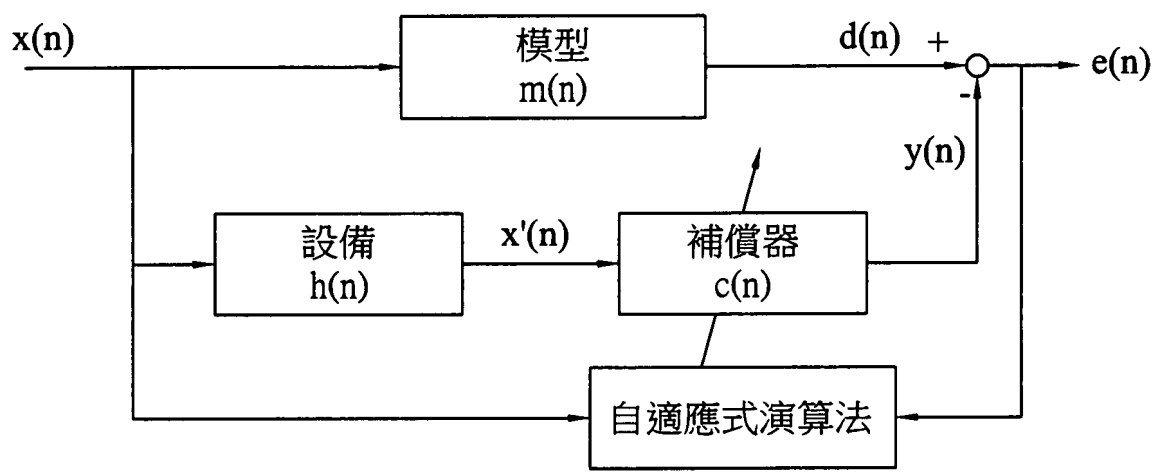 x(n)
模型
m(n)
d(n)
+
e(n)
-
y(n)
設備
h(n)
x'(n)
補償器
c(n)
自適應式演算法